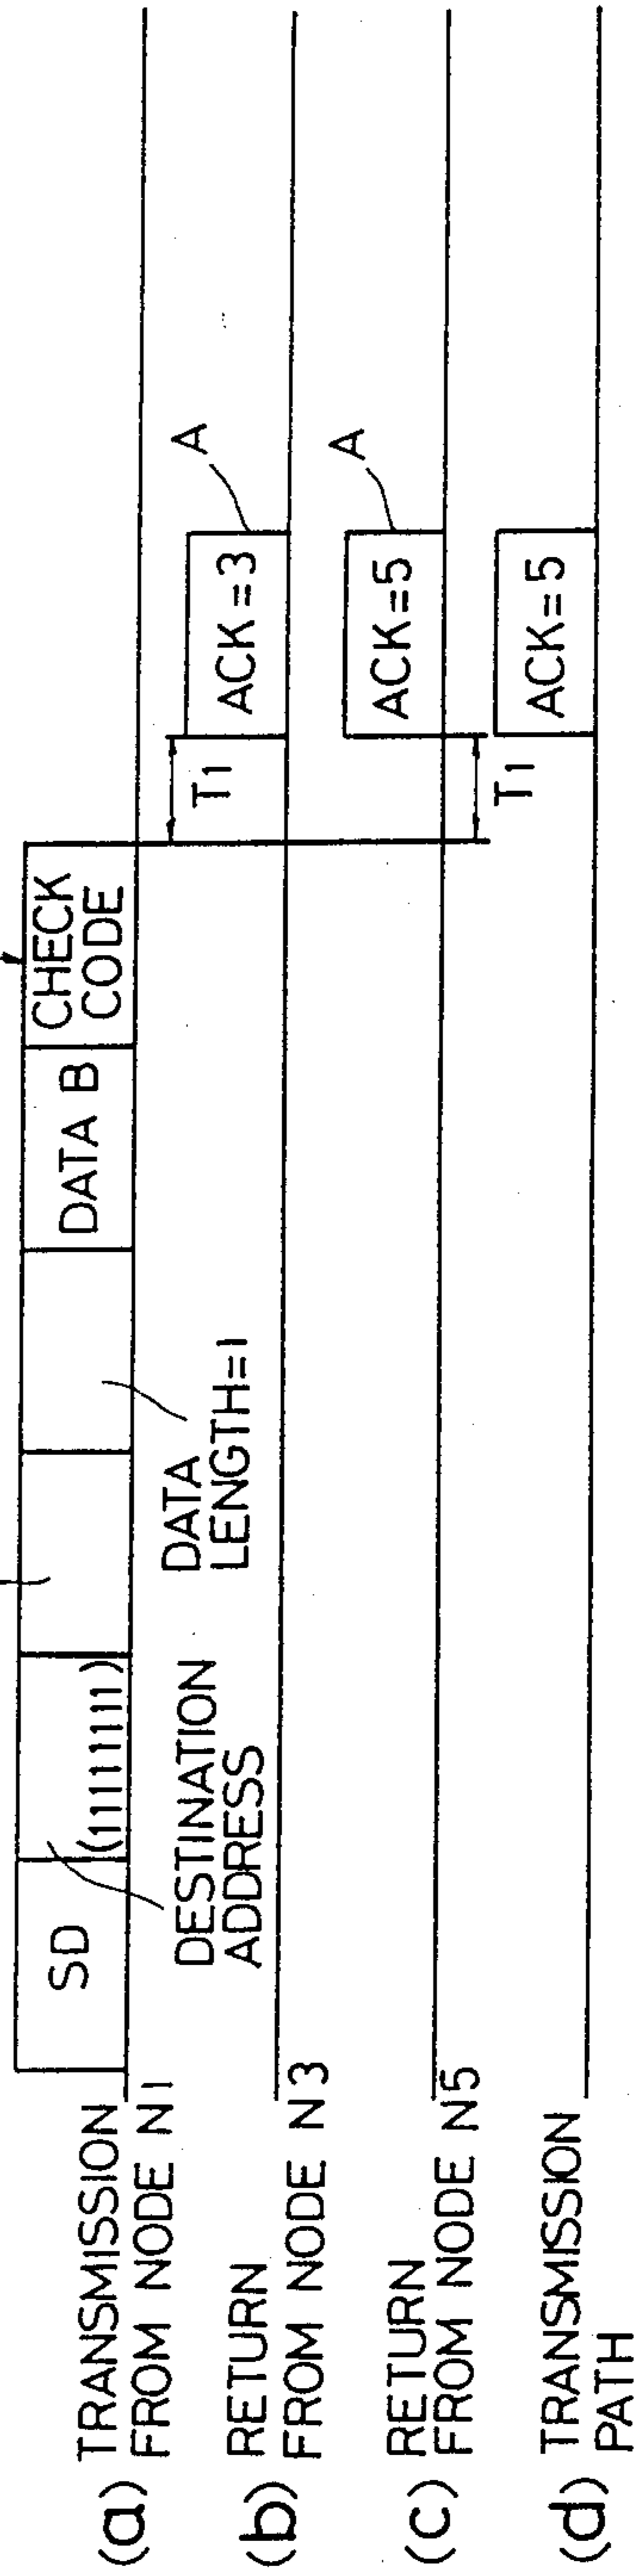 (a) TRANSMISSION
FROM NODE N1
SD
(11111111)
DATA B
CHECK
CODE
DESTINATION
ADDRESS
DATA
LENGTH=1
(b) RETURN
FROM NODE N3
T1
ACK=3
A
(c) RETURN
FROM NODE N5
T1
ACK=5
A
(d) TRANSMISSION
PATH
ACK=5